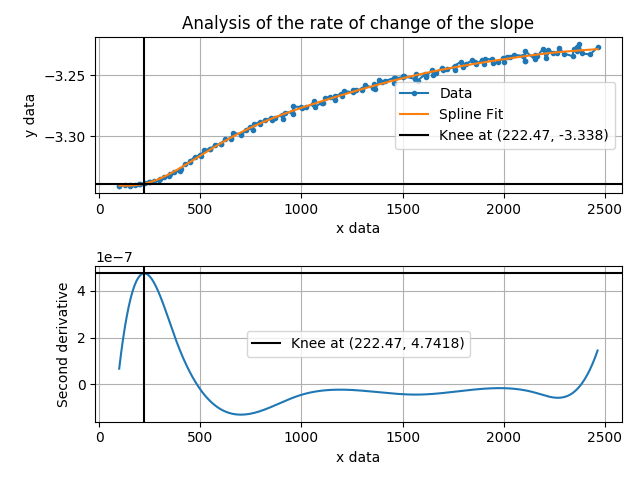 Analysis of the rate of change of the slope
y data
−3.25
−3.30
Data
Spline Fit
Knee at (222.47, -3.338)
0 500 1000 1500 2000 2500
x data
1e−7
Second derivative
4
2
0
Knee at (222.47, 4.7418)
0 500 1000 1500 2000 2500
x data